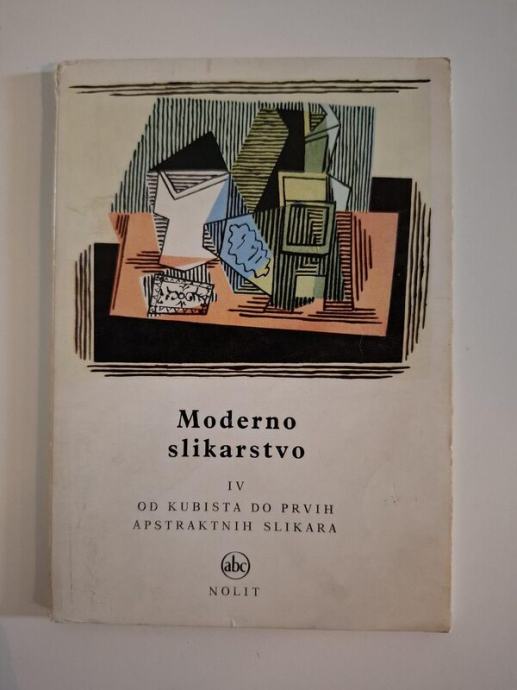 Moderno
slikarstvo
IV
OD KUBISTA DO PRVIH
APSTRAKTNIH SLIKARA
abc
NOLIT